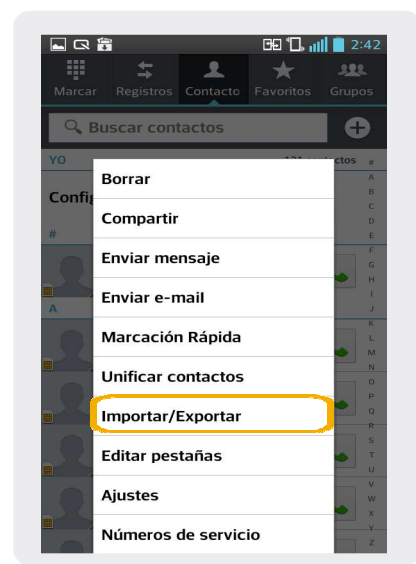 2:42
Marcar Registros Contacto Favoritos Grupos
Buscar contactos
YO
#
A
B
C
D
E
F
G
H
I
J
K
L
M
N
O
P
Q
R
S
T
U
V
W
X
Y
Z
#
A
Borrar
Compartir
Enviar mensaje
Enviar e-mail
Marcación Rápida
Unificar contactos
Importar/Exportar
Editar pestañas
Ajustes
Números de servicio